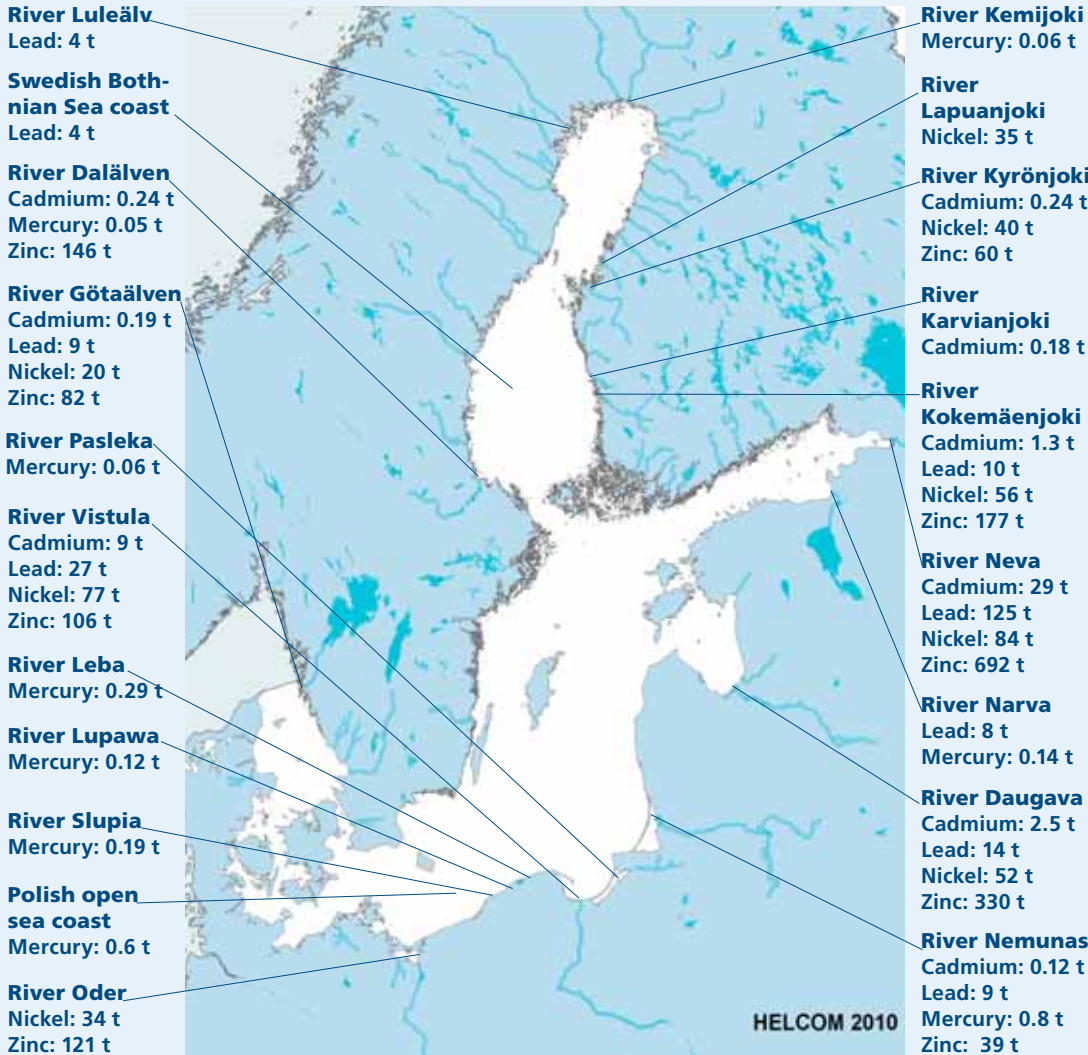 River Luleälv
Lead: 4 t
Swedish Both-
nian Sea coast
Lead: 4 t
River Dalälven
Cadmium: 0.24 t
Mercury: 0.05 t
Zinc: 146 t
River Götaälven
Cadmium: 0.19 t
Lead: 9 t
Nickel: 20 t
Zinc: 82 t
River Pasleka
Mercury: 0.06 t
River Vistula
Cadmium: 9 t
Lead: 27 t
Nickel: 77 t
Zinc: 106 t
River Leba
Mercury: 0.29 t
River Lupawa
Mercury: 0.12 t
River Slupia
Mercury: 0.19 t
Polish open
sea coast
Mercury: 0.6 t
River Oder
Nickel: 34 t
Zinc: 121 t
River Kemijoki
Mercury: 0.06 t
River
Lapuanjoki
Nickel: 35 t
River Kyrönjoki
Cadmium: 0.24 t
Nickel: 40 t
Zinc: 60 t
River
Karvianjoki
Cadmium: 0.18 t
River
Kokemäenjoki
Cadmium: 1.3 t
Lead: 10 t
Nickel: 56 t
Zinc: 177 t
River Neva
Cadmium: 29 t
Lead: 125 t
Nickel: 84 t
Zinc: 692 t
River Narva
Lead: 8 t
Mercury: 0.14 t
River Daugava
Cadmium: 2.5 t
Lead: 14 t
Nickel: 52 t
Zinc: 330 t
River Nemunas
Cadmium: 0.12 t
Lead: 9 t
Mercury: 0.8 t
Zinc: 39 t
HELCOM 2010